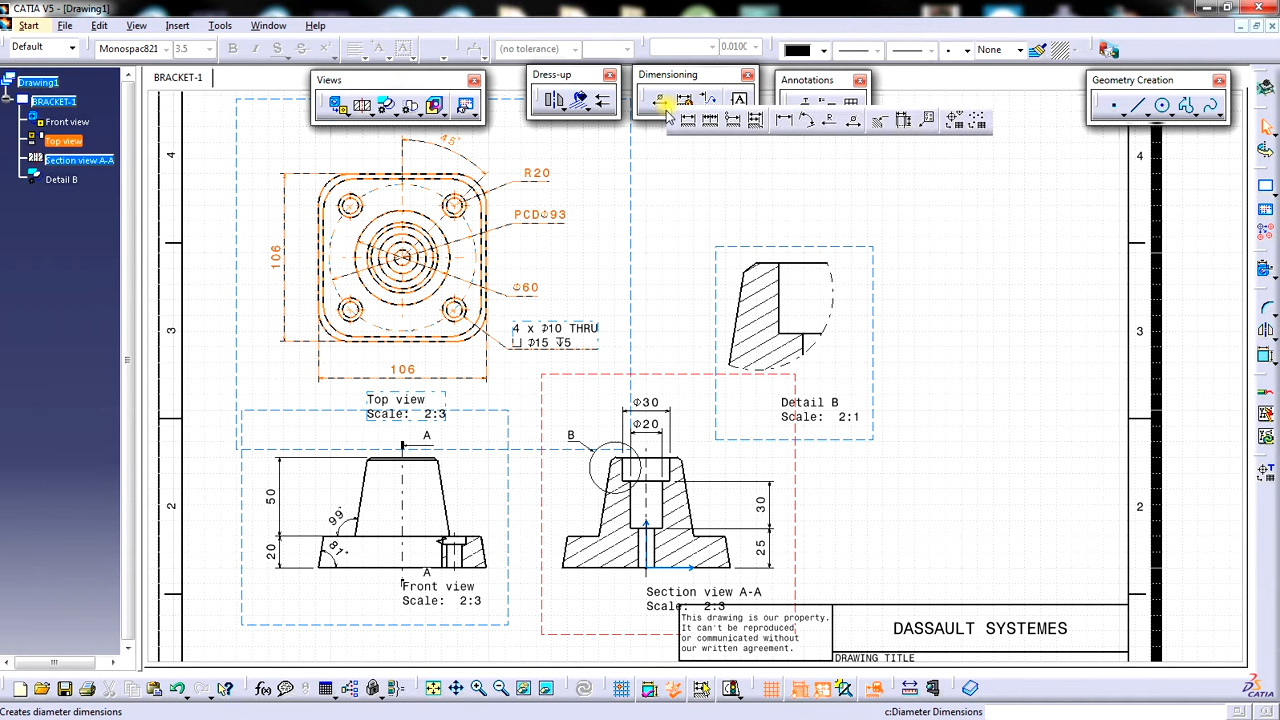 CATIA V5 - [Drawing1]
Start File Edit View Insert Tools Window Help
Default Monospac821 3.5 B I S (no tolerance) 0.0100 None
Drawing1
BRACKET-1
Front view
Top view
Section view A-A
Detail B
BRACKET-1
Views
Dress-up
Dimensioning
Annotations
Geometry Creation
4
4
3
3
2
2
45°
R20
PCDΦ93
106
Φ60
4 x Φ10 THRU
⌴ Φ15 ↧5
106
Top view
Scale: 2:3
Detail B
Scale: 2:1
A
50
99°
20
81°
A
Front view
Scale: 2:3
Φ30
Φ20
B
30
25
Section view A-A
Scale: 2:3
This drawing is our property.
It can't be reproduced
or communicated without
our written agreement.
DASSAULT SYSTEMES
DRAWING TITLE
Creates diameter dimensions
c:Diameter Dimensions
CATIA